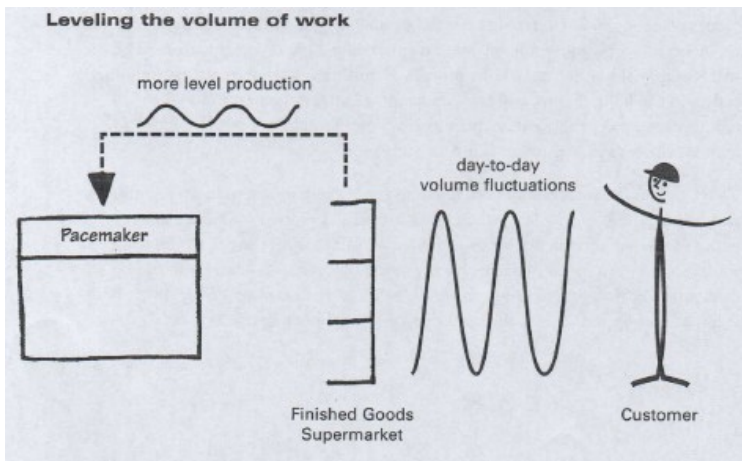 Leveling the volume of work
more level production
day-to-day
volume fluctuations
Pacemaker
Finished Goods
Supermarket
Customer